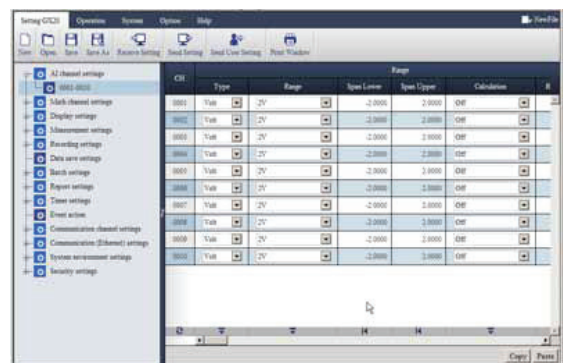 Setting-GX20 Operation System Option Help NewFile
New Open Save Save As Receive Setting Send Setting Send User Setting Print Window
AI channel settings
0001-0010
Math channel settings
Display settings
Measurement settings
Recording settings
Data save settings
Batch settings
Report settings
Timer settings
Event action
Communication channel settings
Communication (Ethernet) settings
System environment settings
Security settings
CH Range
Type Range Span Lower Span Upper Calculation R
0001 Volt 2V -2.0000 2.0000 Off
0002 Volt 2V -2.0000 2.0000 Off
0003 Volt 2V -2.0000 2.0000 Off
0004 Volt 2V -2.0000 2.0000 Off
0005 Volt 2V -2.0000 2.0000 Off
0006 Volt 2V -2.0000 2.0000 Off
0007 Volt 2V -2.0000 2.0000 Off
0008 Volt 2V -2.0000 2.0000 Off
0009 Volt 2V -2.0000 2.0000 Off
0010 Volt 2V -2.0000 2.0000 Off
Copy Paste